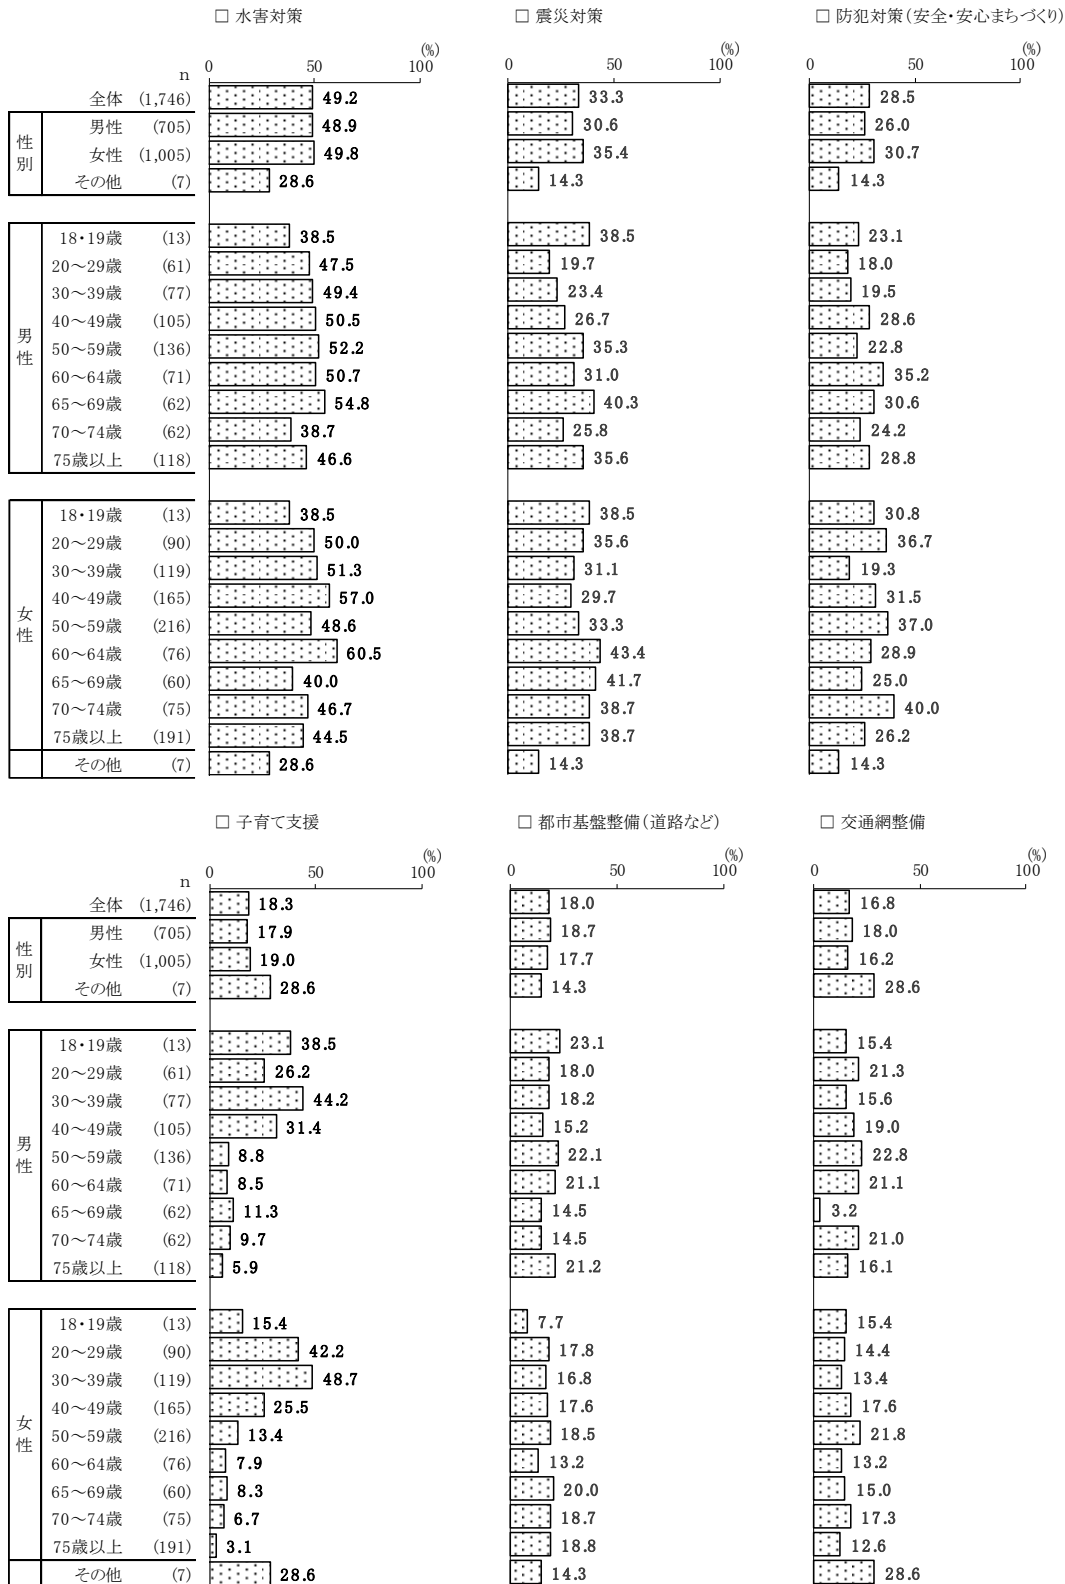 □ 水害対策 □ 震災対策 □ 防犯対策(安全・安心まちづくり)
(%) (%) (%)
n 0 50 100 0 50 100 0 50 100
全体 (1,746) 49.2 33.3 28.5
性別
男性 (705) 48.9 30.6 26.0
女性 (1,005) 49.8 35.4 30.7
その他 (7) 28.6 14.3 14.3
男性
18・19歳 (13) 38.5 38.5 23.1
20～29歳 (61) 47.5 19.7 18.0
30～39歳 (77) 49.4 23.4 19.5
40～49歳 (105) 50.5 26.7 28.6
50～59歳 (136) 52.2 35.3 22.8
60～64歳 (71) 50.7 31.0 35.2
65～69歳 (62) 54.8 40.3 30.6
70～74歳 (62) 38.7 25.8 24.2
75歳以上 (118) 46.6 35.6 28.8
女性
18・19歳 (13) 38.5 38.5 30.8
20～29歳 (90) 50.0 35.6 36.7
30～39歳 (119) 51.3 31.1 19.3
40～49歳 (165) 57.0 29.7 31.5
50～59歳 (216) 48.6 33.3 37.0
60～64歳 (76) 60.5 43.4 28.9
65～69歳 (60) 40.0 41.7 25.0
70～74歳 (75) 46.7 38.7 40.0
75歳以上 (191) 44.5 38.7 26.2
その他 (7) 28.6 14.3 14.3
□ 子育て支援 □ 都市基盤整備(道路など) □ 交通網整備
(%) (%) (%)
n 0 50 100 0 50 100 0 50 100
全体 (1,746) 18.3 18.0 16.8
性別
男性 (705) 17.9 18.7 18.0
女性 (1,005) 19.0 17.7 16.2
その他 (7) 28.6 14.3 28.6
男性
18・19歳 (13) 38.5 23.1 15.4
20～29歳 (61) 26.2 18.0 21.3
30～39歳 (77) 44.2 18.2 15.6
40～49歳 (105) 31.4 15.2 19.0
50～59歳 (136) 8.8 22.1 22.8
60～64歳 (71) 8.5 21.1 21.1
65～69歳 (62) 11.3 14.5 3.2
70～74歳 (62) 9.7 14.5 21.0
75歳以上 (118) 5.9 21.2 16.1
女性
18・19歳 (13) 15.4 7.7 15.4
20～29歳 (90) 42.2 17.8 14.4
30～39歳 (119) 48.7 16.8 13.4
40～49歳 (165) 25.5 17.6 17.6
50～59歳 (216) 13.4 18.5 21.8
60～64歳 (76) 7.9 13.2 13.2
65～69歳 (60) 8.3 20.0 15.0
70～74歳 (75) 6.7 18.7 17.3
75歳以上 (191) 3.1 18.8 12.6
その他 (7) 28.6 14.3 28.6